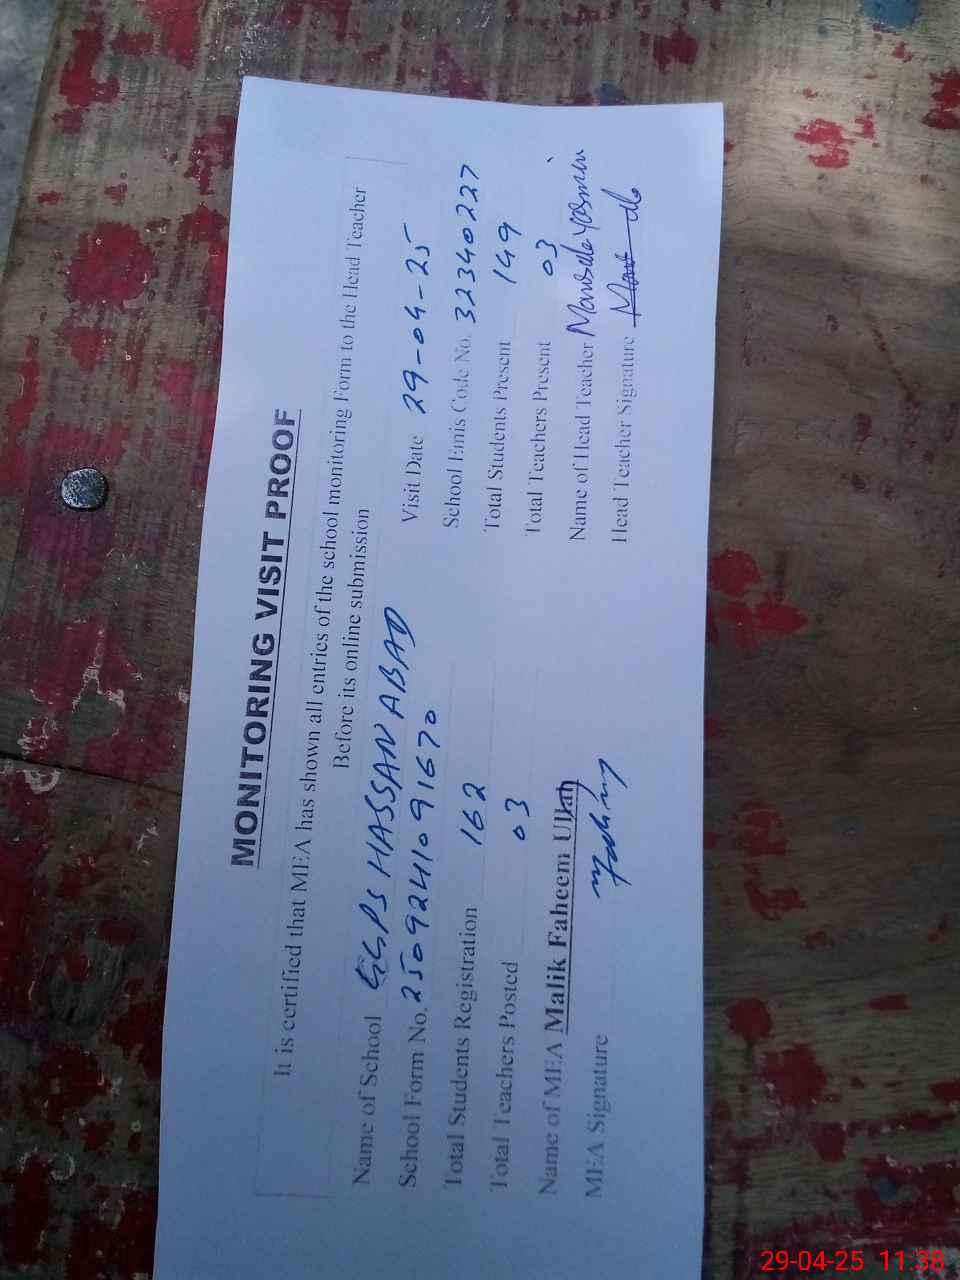 MONITORING VISIT PROOF
It is certified that MEA has shown all entries of the school monitoring Form to the Head Teacher
Before its online submission
Name of School GGPS HASSAN ABAD
Visit Date 29-04-25
School Form No. 2509241091670
School Emis Code No. 32340227
Total Students Registration 162
Total Students Present 149
Total Teachers Posted 03
Total Teachers Present 03
Name of MEA Malik Faheem Ullah
Name of Head Teacher Yasmin
MEA Signature
Head Teacher Signature
29-04-25 11:38